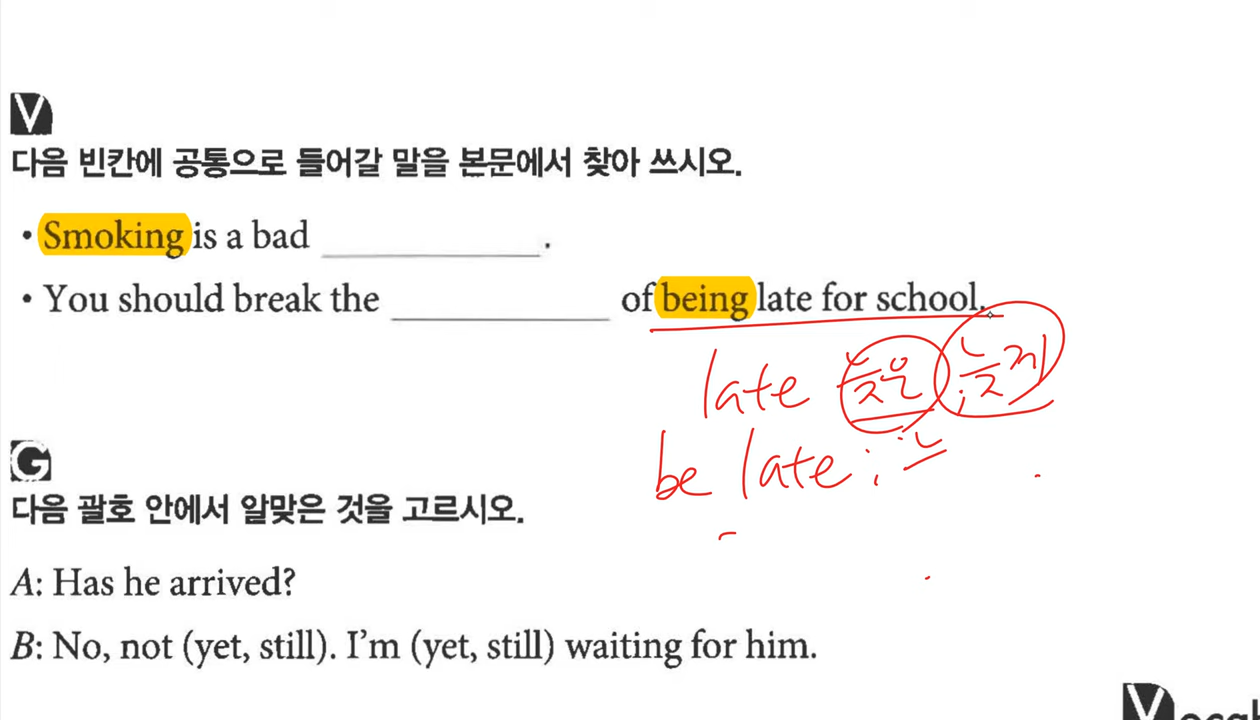 V
다음 빈칸에 공통으로 들어갈 말을 본문에서 찾아 쓰시오.
• Smoking is a bad ____________ .
• You should break the ____________ of being late for school.
late 늦은 ; 늦게
be late ; 느
G
다음 괄호 안에서 알맞은 것을 고르시오.
A: Has he arrived?
B: No, not (yet, still). I'm (yet, still) waiting for him.
V